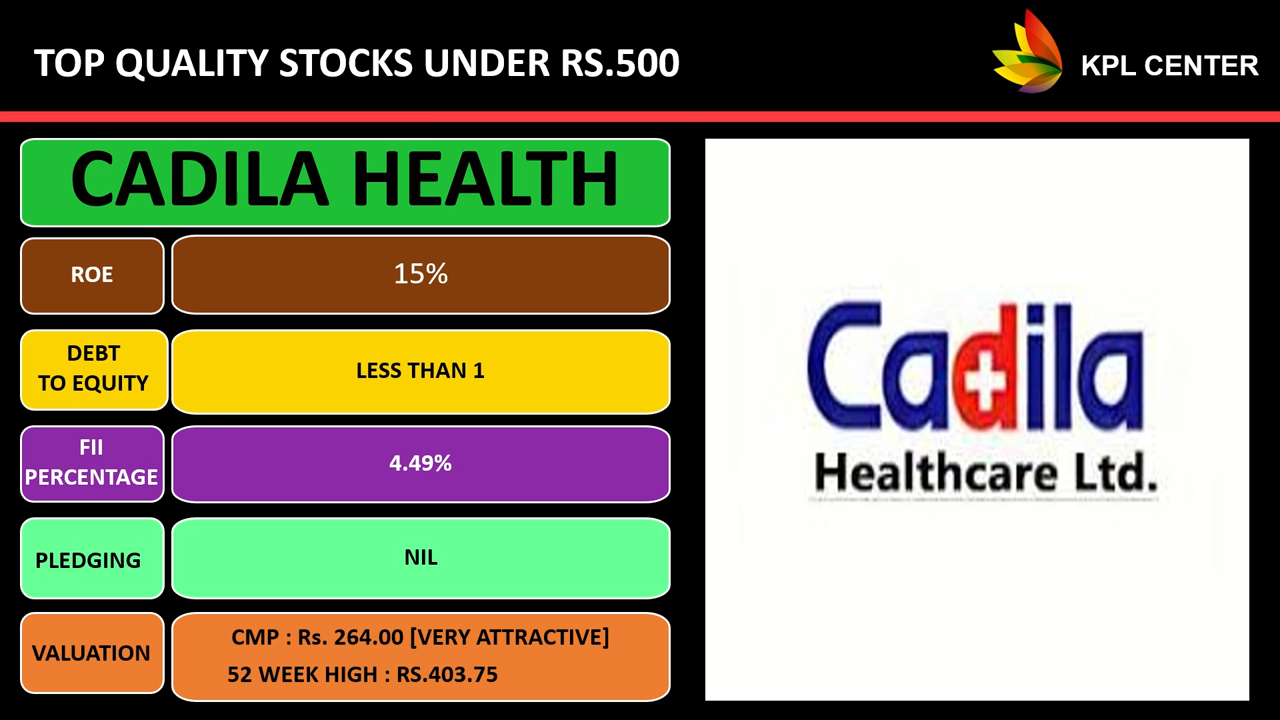 TOP QUALITY STOCKS UNDER RS.500
KPL CENTER
CADILA HEALTH
ROE
15%
DEBT
TO EQUITY
LESS THAN 1
FII
PERCENTAGE
4.49%
PLEDGING
NIL
VALUATION
CMP : Rs. 264.00 [VERY ATTRACTIVE]
52 WEEK HIGH : RS.403.75
Cadila
Healthcare Ltd.